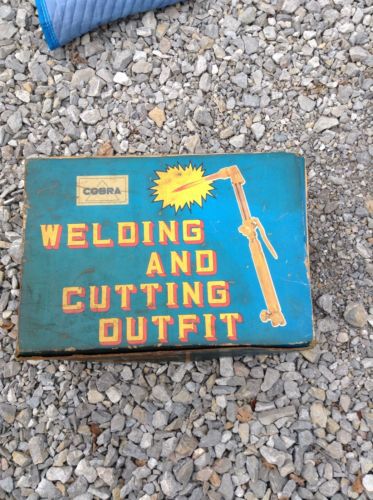 COBRA
WELDING
AND
CUTTING
OUTFIT